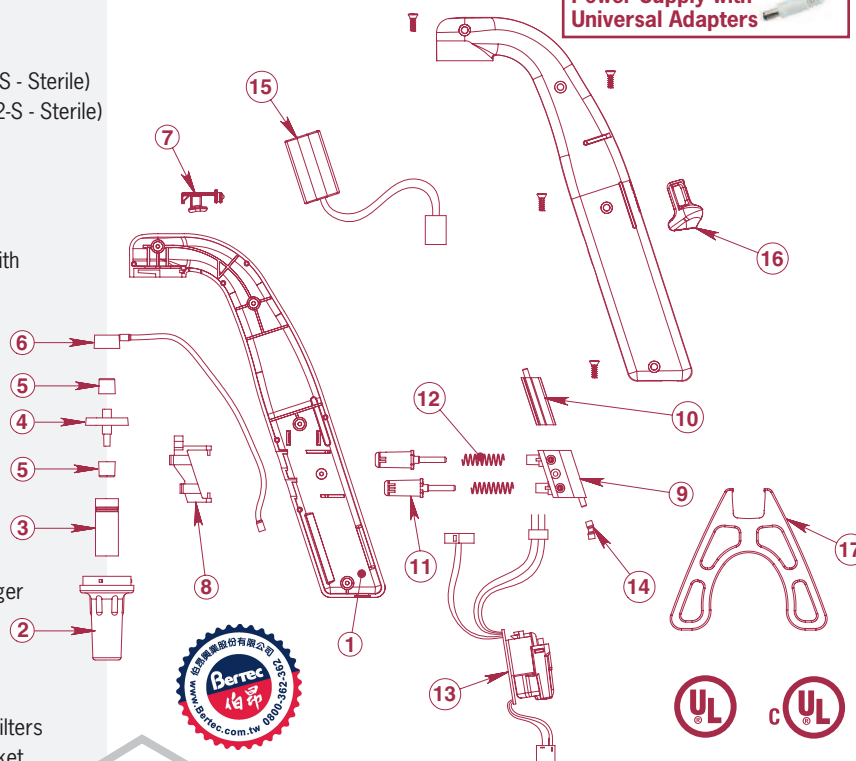 Power Supply with
Universal Adapters
S - Sterile)
2-S - Sterile)
ith
ger
ilters
ket
15
7
16
6
5
4
5
3
2
8
12
10
9
11
14
17
1
13
伯昂興業股份有限公司
Bertec
伯昂
www.Bertec.com.tw 0800-362-362
UL
C UL